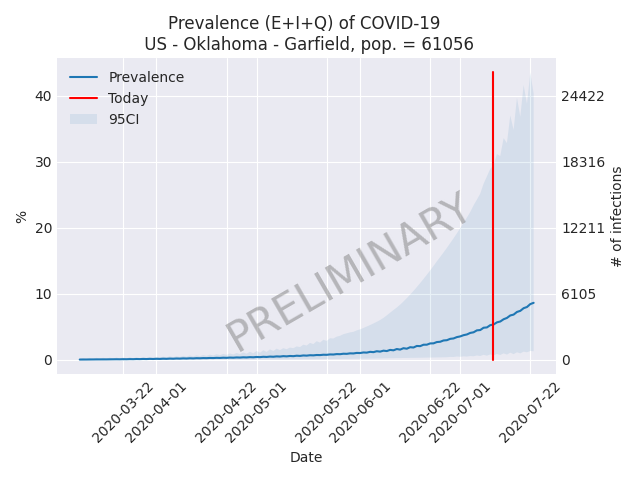 Prevalence (E+I+Q) of COVID-19
US - Oklahoma - Garfield, pop. = 61056
Prevalence
Today
95CI
40
30
20
10
0
%
24422
18316
12211
6105
0
# of infections
PRELIMINARY
2020-03-22
2020-04-01
2020-04-22
2020-05-01
2020-05-22
2020-06-01
2020-06-22
2020-07-01
2020-07-22
Date